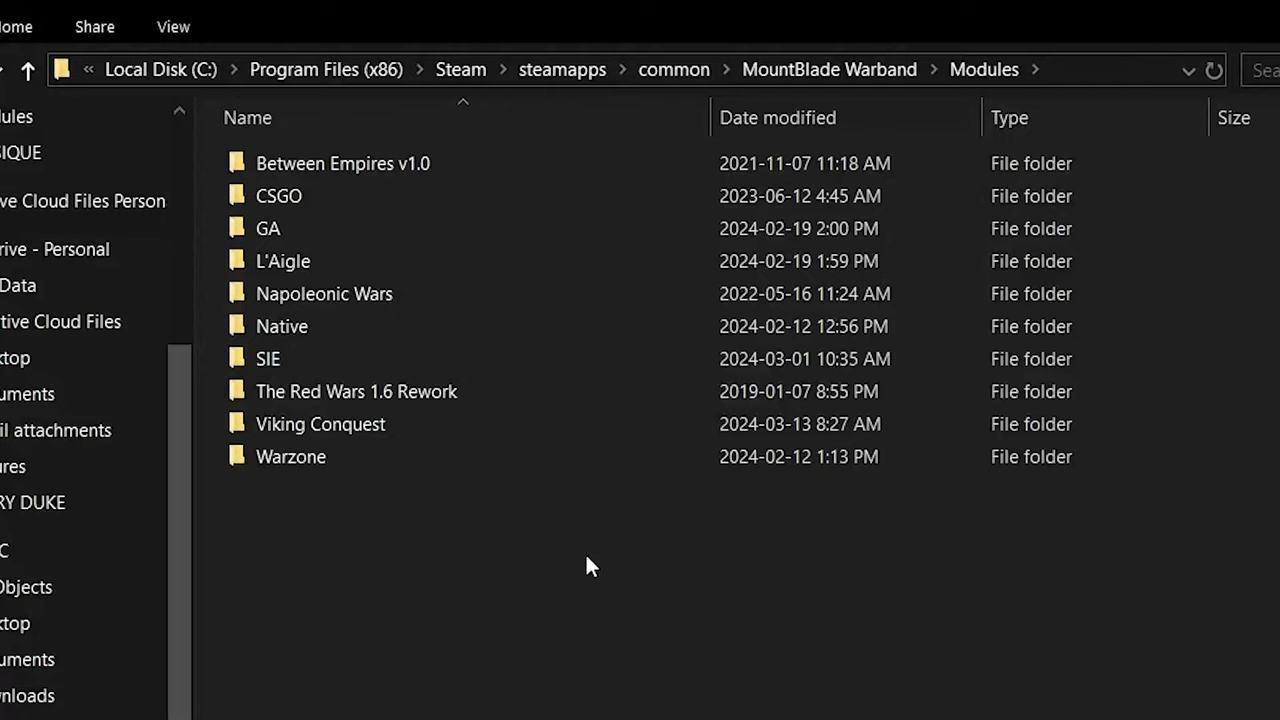 ome Share View
« Local Disk (C:) > Program Files (x86) > Steam > steamapps > common > MountBlade Warband > Modules > Sea
Name Date modified Type Size
Between Empires v1.0 2021-11-07 11:18 AM File folder
CSGO 2023-06-12 4:45 AM File folder
GA 2024-02-19 2:00 PM File folder
L'Aigle 2024-02-19 1:59 PM File folder
Napoleonic Wars 2022-05-16 11:24 AM File folder
Native 2024-02-12 12:56 PM File folder
SIE 2024-03-01 10:35 AM File folder
The Red Wars 1.6 Rework 2019-01-07 8:55 PM File folder
Viking Conquest 2024-03-13 8:27 AM File folder
Warzone 2024-02-12 1:13 PM File folder
ules
SIQUE
ve Cloud Files Person
rive - Personal
Data
tive Cloud Files
ktop
uments
il attachments
ures
RY DUKE
C
Objects
ktop
uments
wnloads